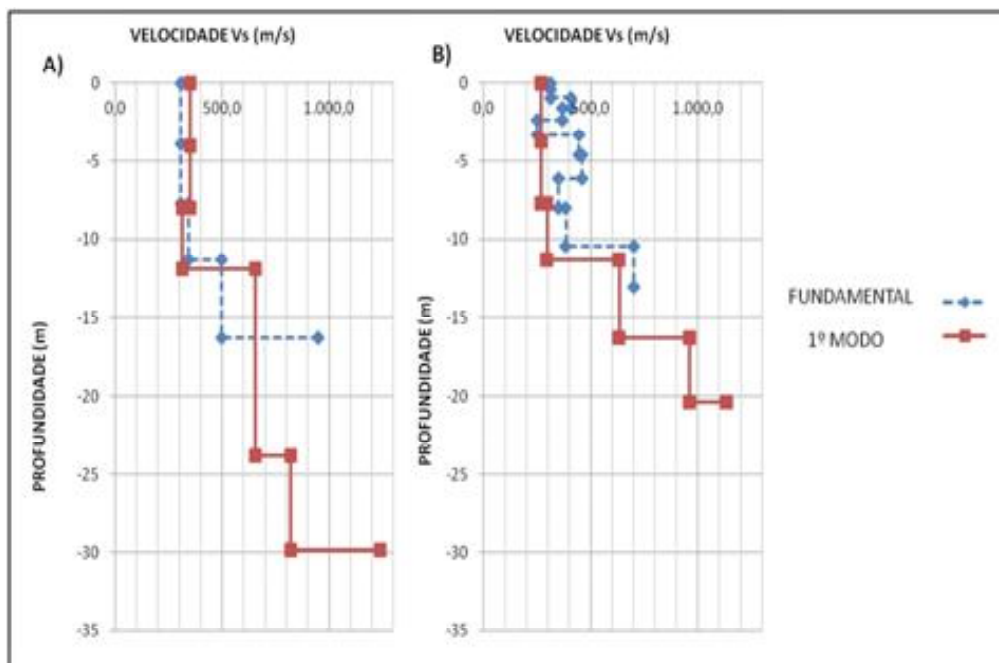 VELOCIDADE Vs (m/s)
A)
0,0
500,0
1.000,0
0
-5
-10
-15
-20
-25
-30
-35
PROFUNDIDADE (m)
VELOCIDADE Vs (m/s)
B)
0,0
500,0
1.000,0
0
-5
-10
-15
-20
-25
-30
-35
PROFUNDIDADE (m)
FUNDAMENTAL
1º MODO